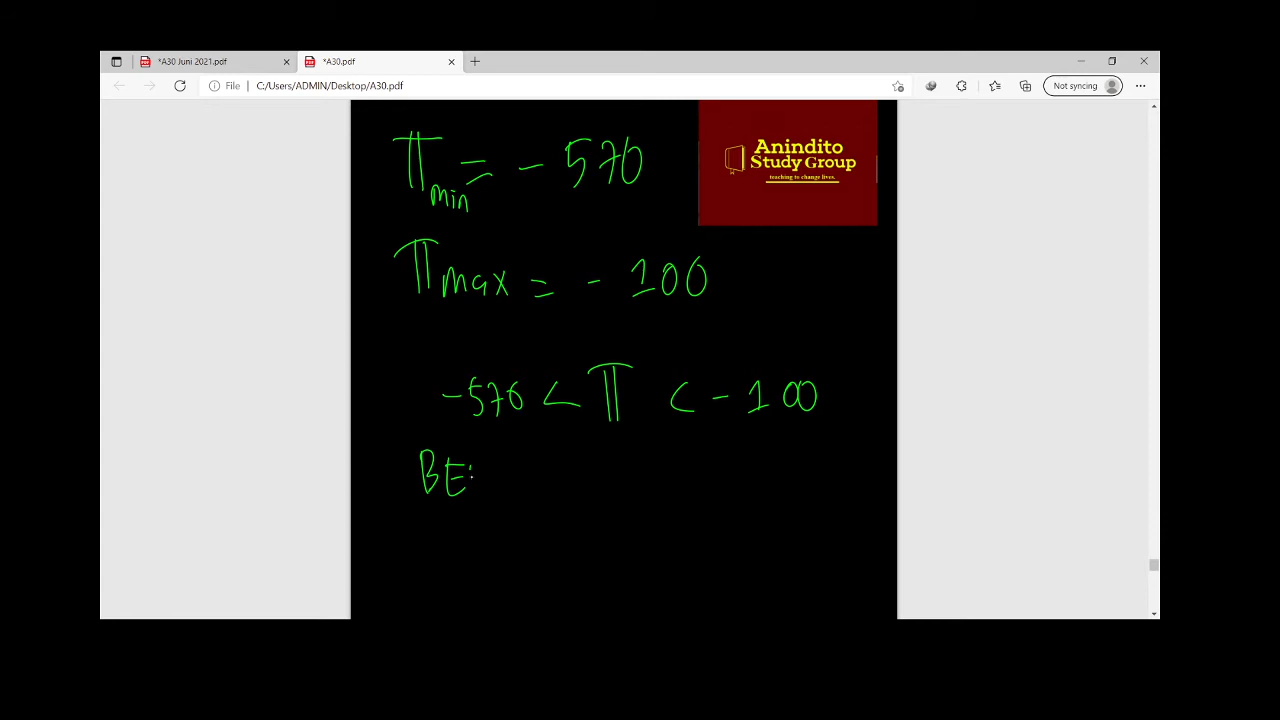 *A30 Juni 2021.pdf
*A30.pdf
File
C:/Users/ADMIN/Desktop/A30.pdf
Not syncing
Π min = - 570
Anindito
Study Group
teaching to change lives.
Π max = - 100
-570 < Π < - 100
BE: